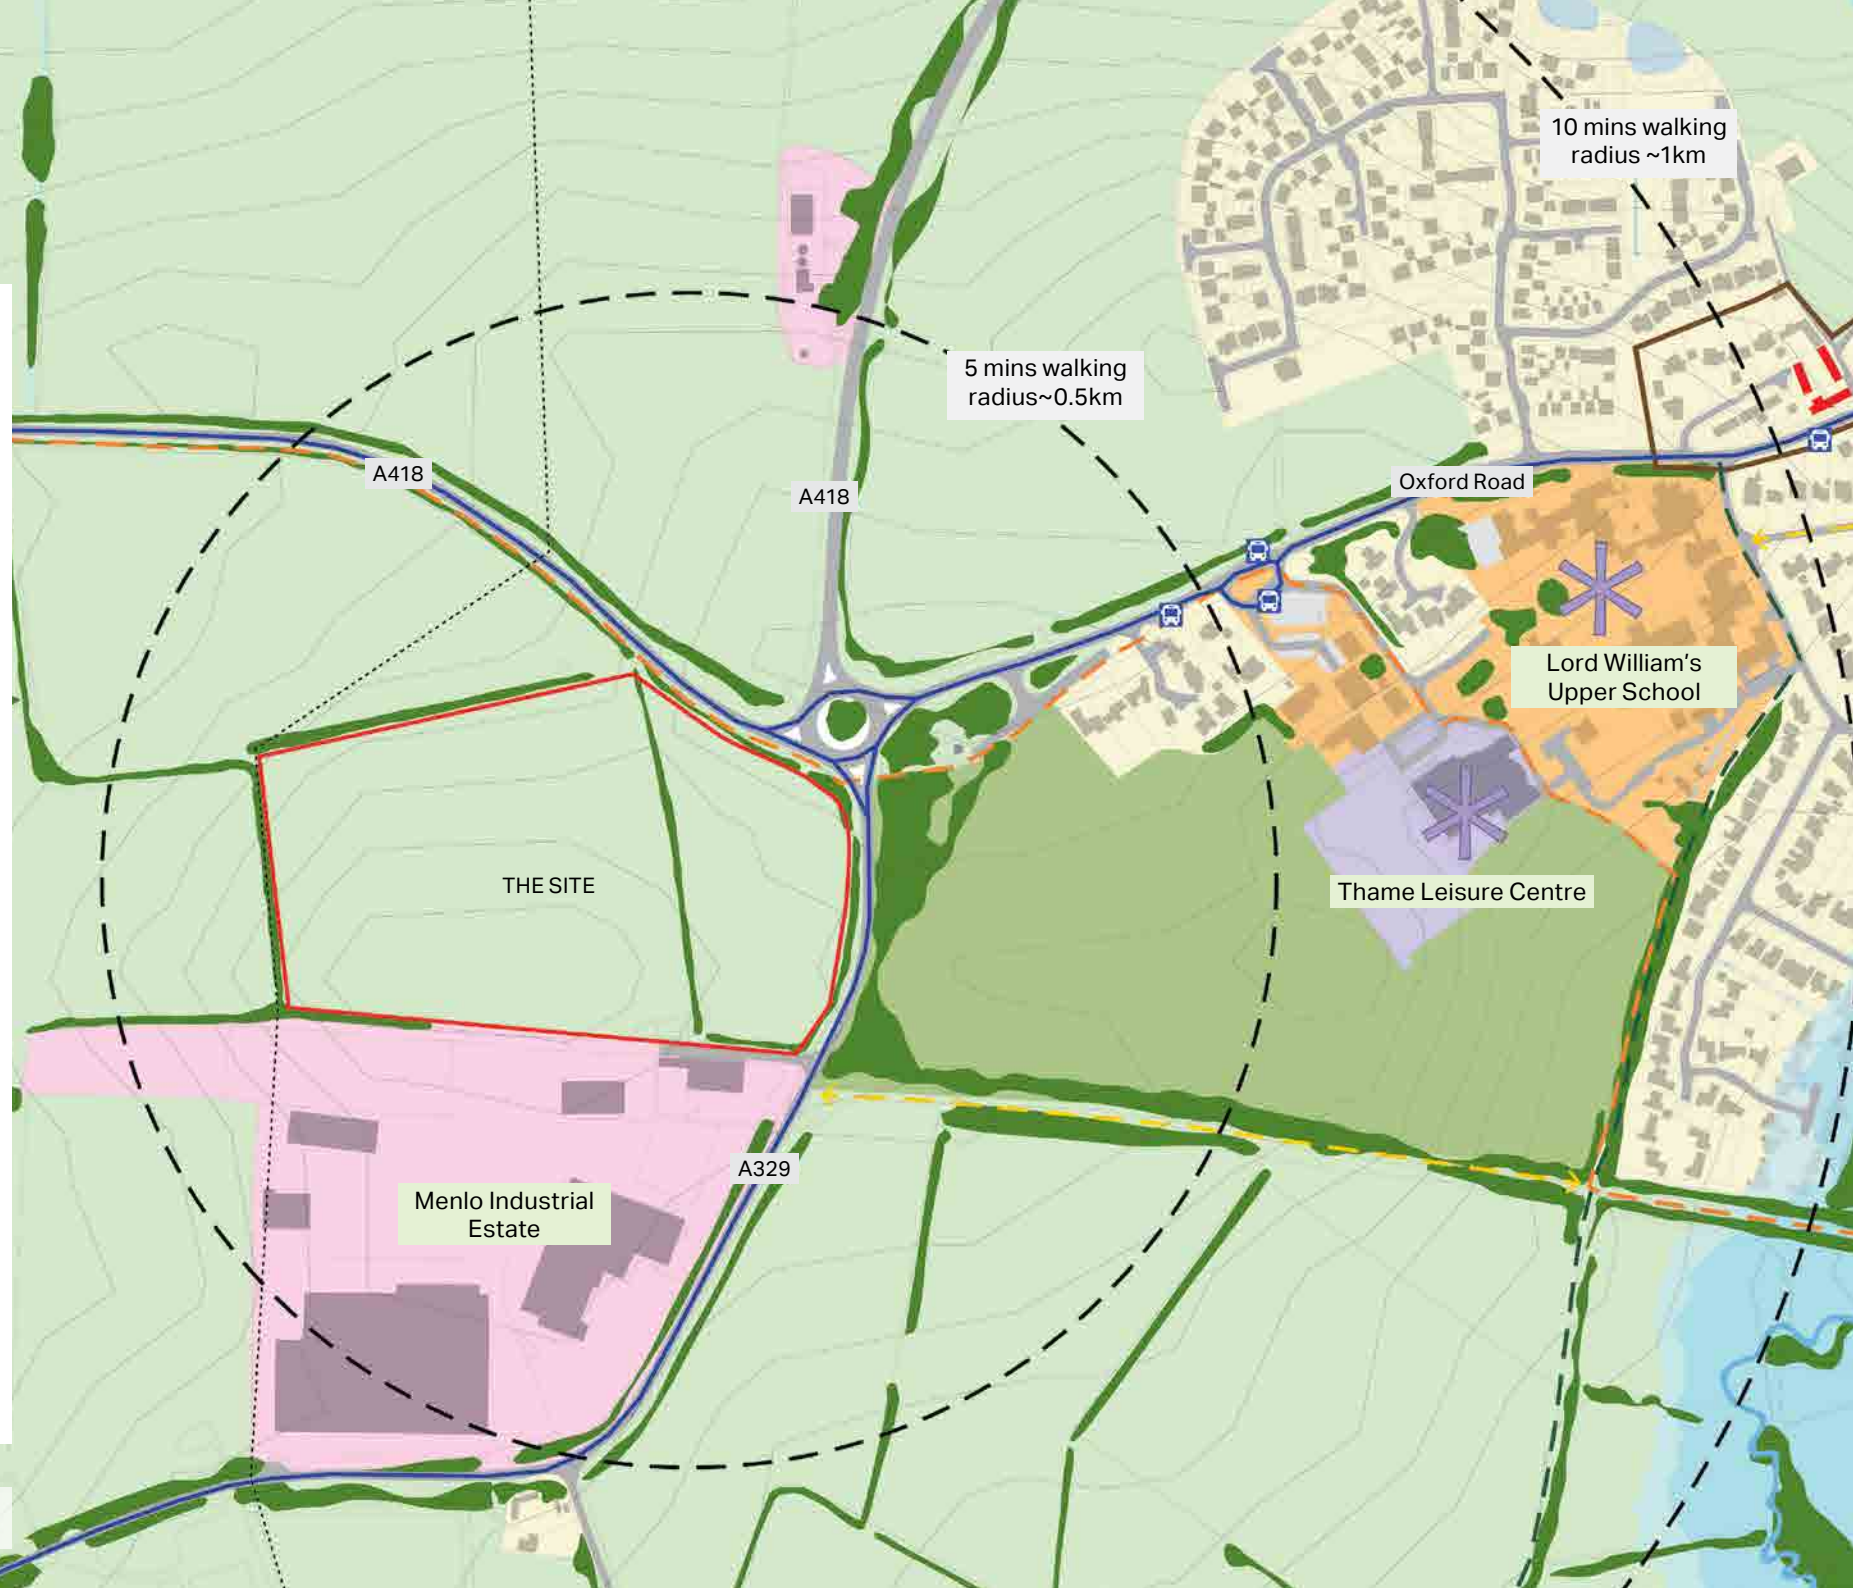 10 mins walking
radius ~1km
5 mins walking
radius~0.5km
A418
A418
Oxford Road
Lord William's
Upper School
THE SITE
Thame Leisure Centre
A329
Menlo Industrial
Estate